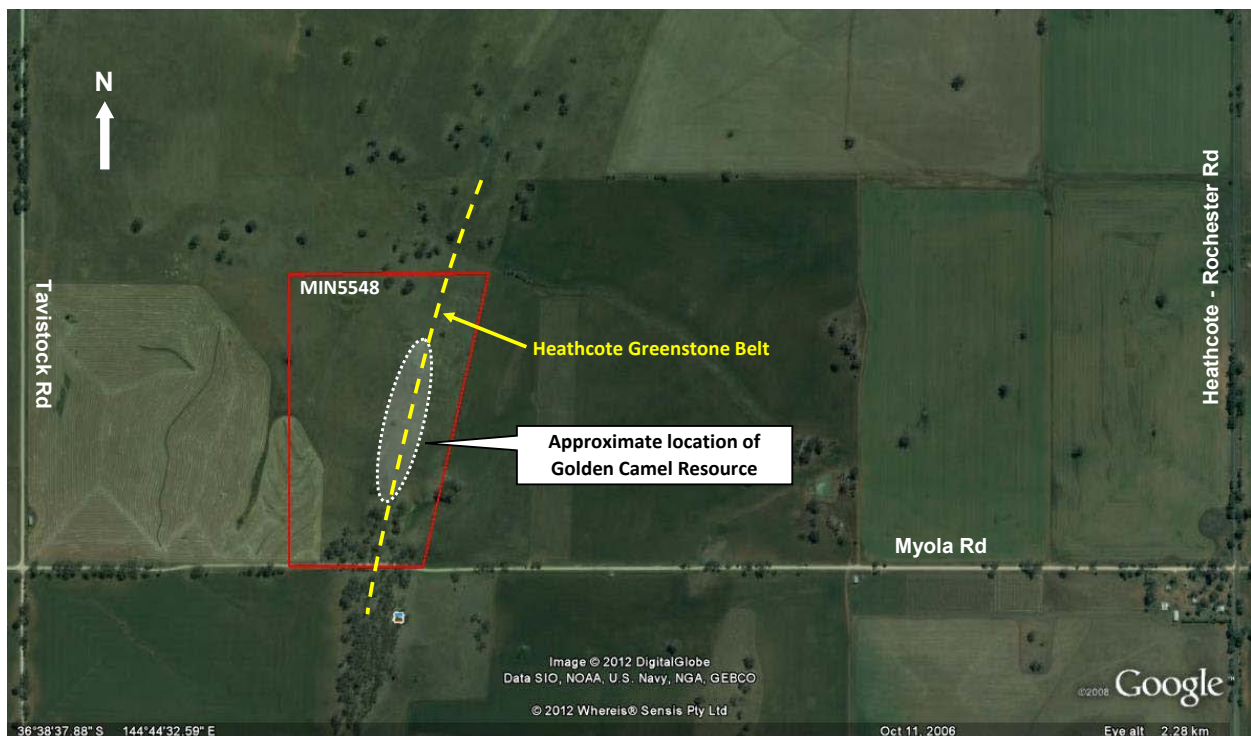 N
MIN5548
Tavistock Rd
Heathcote - Rochester Rd
Heathcote Greenstone Belt
Approximate location of
Golden Camel Resource
Myola Rd
Image © 2012 DigitalGlobe
Data SIO, NOAA, U.S. Navy, NGA, GEBCO
© 2012 Whereis® Sensis Pty Ltd
©2008 Google™
36°38'37.88" S 144°44'32.59" E Oct 11, 2006 Eye alt 2.28 km